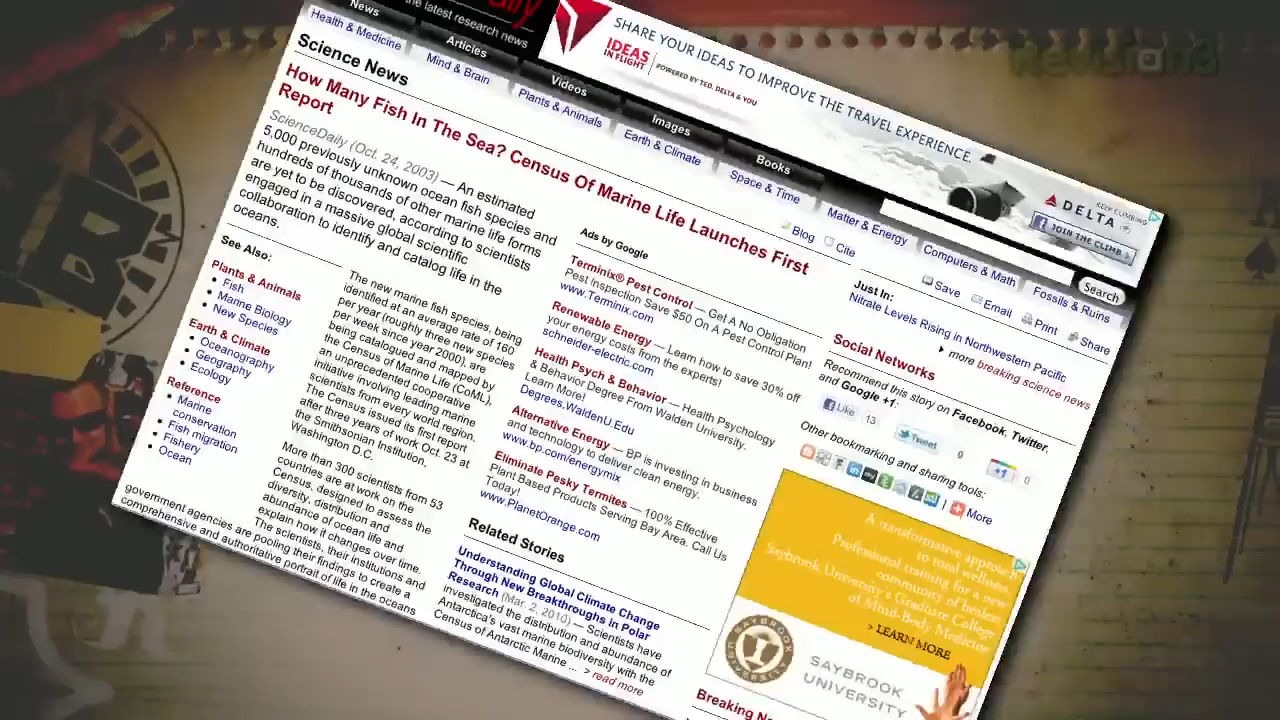 the latest research news
SHARE YOUR IDEAS TO IMPROVE THE TRAVEL EXPERIENCE.
IDEAS
IN FLIGHT
POWERED BY TED, DELTA & YOU
DELTA
KEEP CLIMBING
JOIN THE CLIMB
Revision3
News
Articles
Videos
Images
Books
Health & Medicine
Mind & Brain
Plants & Animals
Earth & Climate
Space & Time
Matter & Energy
Computers & Math
Fossils & Ruins
Search
Science News
Blog
Cite
Save
Email
Print
Share
How Many Fish In The Sea? Census Of Marine Life Launches First
Report
ScienceDaily (Oct. 24, 2003) — An estimated
5,000 previously unknown ocean fish species and
hundreds of thousands of other marine life forms
are yet to be discovered, according to scientists
engaged in a massive global scientific
collaboration to identify and catalog life in the
oceans.
See Also:
Plants & Animals
Fish
Marine Biology
New Species
Earth & Climate
Oceanography
Geography
Ecology
Reference
Marine
conservation
Fish migration
Fishery
Ocean
The new marine fish species, being
identified at an average rate of 160
per year (roughly three new species
per week since year 2000), are
being catalogued and mapped by
the Census of Marine Life (CoML),
an unprecedented cooperative
initiative involving leading marine
scientists from every world region.
The Census issued its first report
after three years of work Oct. 23 at
the Smithsonian Institution,
Washington D.C.
More than 300 scientists from 53
countries are at work on the
Census, designed to assess the
diversity, distribution and
abundance of ocean life and
explain how it changes over time.
The scientists, their institutions and
government agencies are pooling their findings to create a
comprehensive and authoritative portrait of life in the oceans
Ads by Google
Terminix® Pest Control — Get A No Obligation
Pest Inspection Save $50 On A Pest Control Plan!
www.Terminix.com
Renewable Energy — Learn how to save 30% off
your energy costs from the experts!
schneider-electric.com
Health Psych & Behavior — Health Psychology
& Behavior Degree From Walden University.
Learn More!
Degrees.WaldenU.Edu
Alternative Energy — BP is investing in business
and technology to deliver clean energy.
www.bp.com/energymix
Eliminate Pesky Termites — 100% Effective
Plant Based Products Serving Bay Area. Call Us
Today!
www.PlanetOrange.com
Related Stories
Understanding Global Climate Change
Through New Breakthroughs in Polar
Research (Mar. 2, 2010) — Scientists have
investigated the distribution and abundance of
Antarctica's vast marine biodiversity with the
Census of Antarctic Marine ... > read more
Just In:
Nitrate Levels Rising in Northwestern Pacific
more breaking science news
Social Networks
Recommend this story on Facebook, Twitter,
and Google +1:
Like
13
Tweet
0
+1
0
Other bookmarking and sharing tools:
| More
A transformative approach
to total wellness.
Professional training for a new
community of healers
Saybrook University's Graduate College
of Mind-Body Medicine
> LEARN MORE
SAYBROOK
UNIVERSITY
K